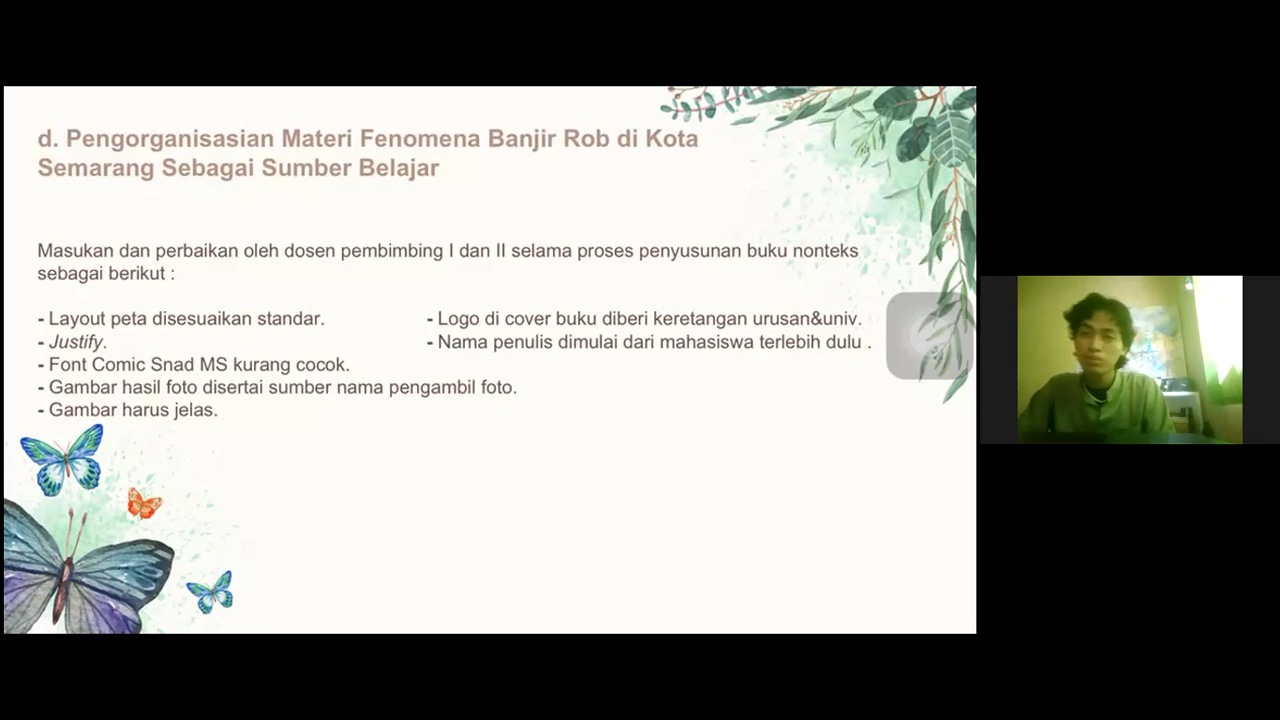 d. Pengorganisasian Materi Fenomena Banjir Rob di Kota
Semarang Sebagai Sumber Belajar
Masukan dan perbaikan oleh dosen pembimbing I dan II selama proses penyusunan buku nonteks
sebagai berikut :
- Layout peta disesuaikan standar.
- Justify.
- Font Comic Snad MS kurang cocok.
- Gambar hasil foto disertai sumber nama pengambil foto.
- Gambar harus jelas.
- Logo di cover buku diberi keretangan urusan&univ.
- Nama penulis dimulai dari mahasiswa terlebih dulu .